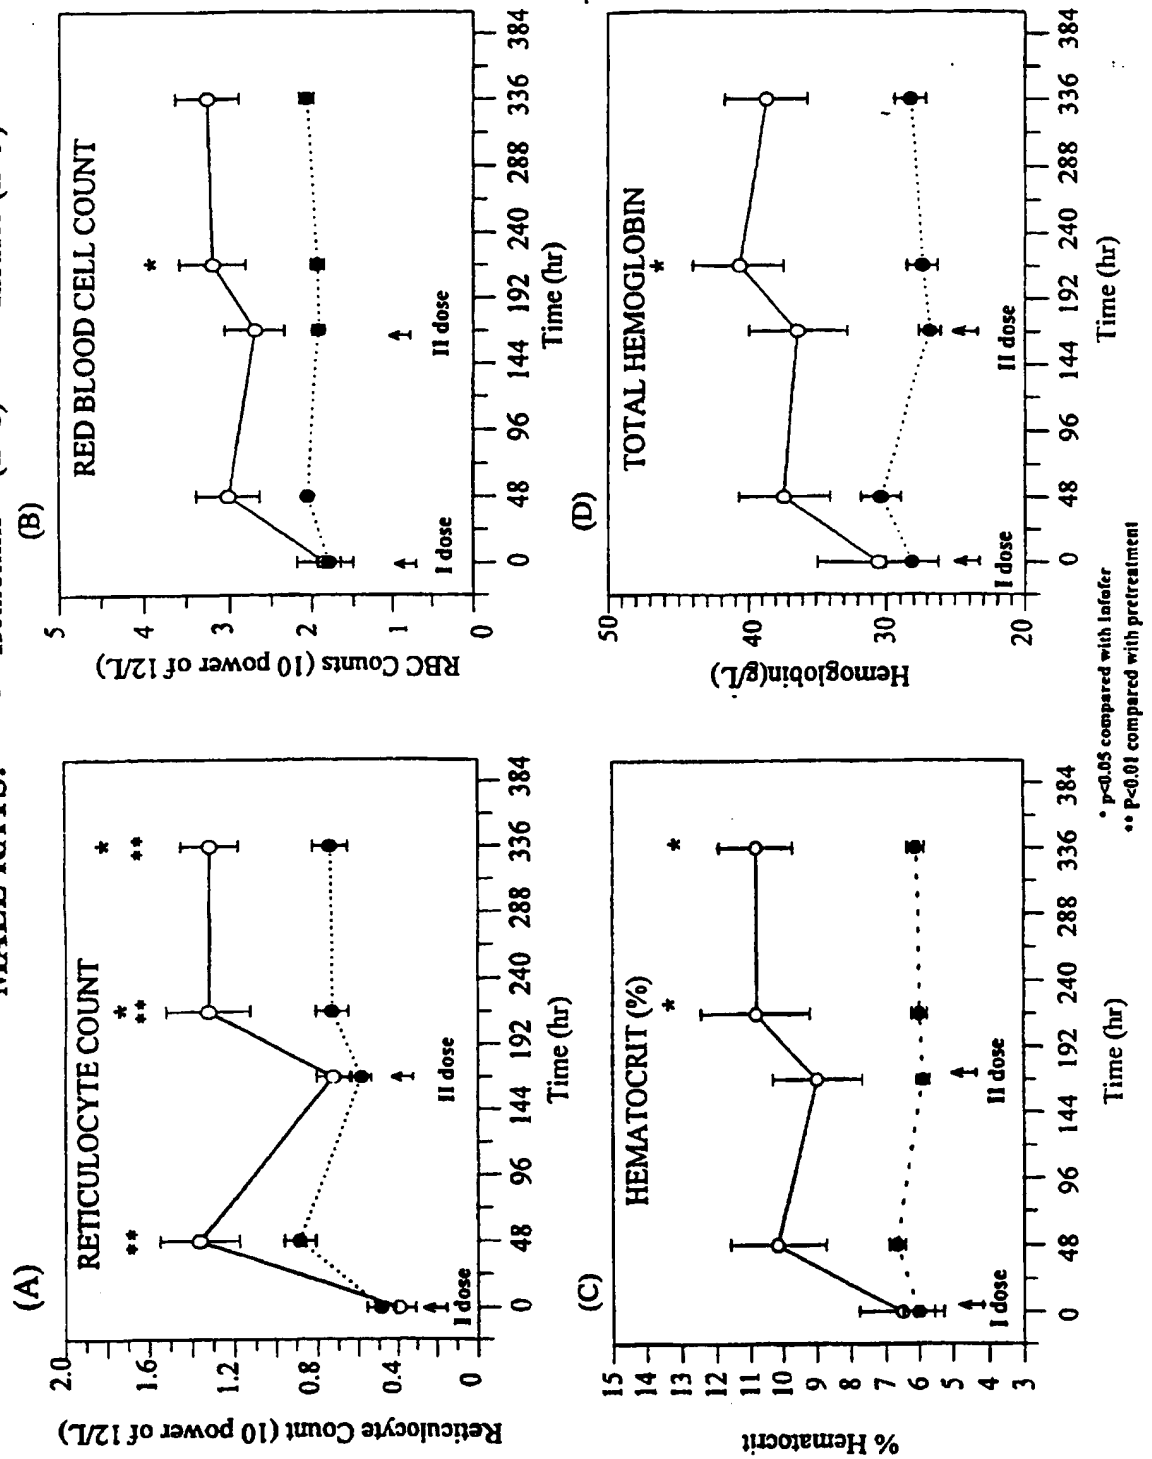 MALE RATS.
(A)
RETICULOCYTE COUNT
Reticulocyte Count (10 power of 12/L)
2.0
1.6
1.2
0.8
0.4
0
* *
** ** **
I dose
II dose
0 48 96 144 192 240 288 336 384
Time (hr)
(B)
RED BLOOD CELL COUNT
RBC Counts (10 power of 12/L)
5
4
3
2
1
0
*
I dose
II dose
0 48 96 144 192 240 288 336 384
Time (hr)
(C)
HEMATOCRIT (%)
% Hematocrit
15
14
13
12
11
10
9
8
7
6
5
4
3
* *
I dose
II dose
0 48 96 144 192 240 288 336 384
Time (hr)
(D)
TOTAL HEMOGLOBIN
Hemoglobin(g/L)
50
40
30
20
*
I dose
II dose
0 48 96 144 192 240 288 336 384
Time (hr)
* p<0.05 compared with Infufer
** P<0.01 compared with pretreatment